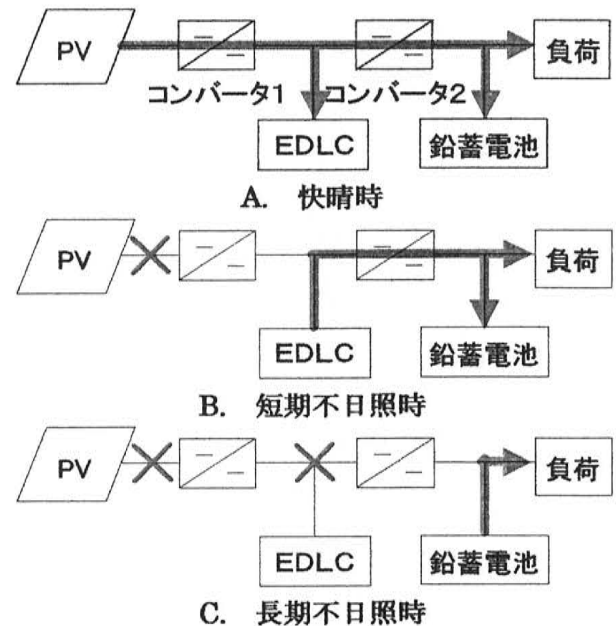 PV
負荷
コンバータ1
コンバータ2
EDLC
鉛蓄電池
A. 快晴時
PV
負荷
EDLC
鉛蓄電池
B. 短期不日照時
PV
負荷
EDLC
鉛蓄電池
C. 長期不日照時